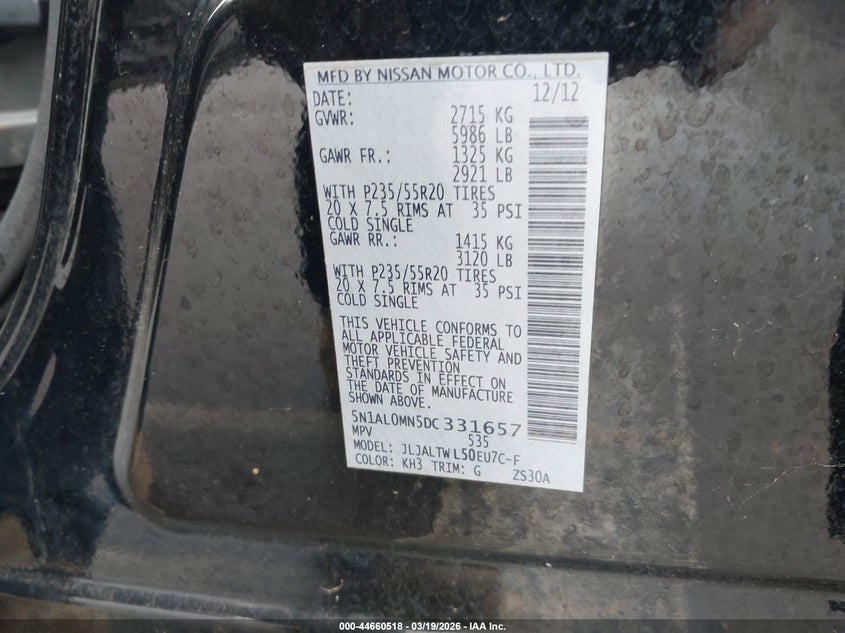 MFD BY NISSAN MOTOR CO., LTD.
DATE: 12/12
GVWR: 2715 KG
5986 LB
GAWR FR.: 1325 KG
2921 LB
WITH P235/55R20 TIRES
20 X 7.5 RIMS AT 35 PSI
COLD SINGLE
GAWR RR.: 1415 KG
3120 LB
WITH P235/55R20 TIRES
20 X 7.5 RIMS AT 35 PSI
COLD SINGLE
THIS VEHICLE CONFORMS TO
ALL APPLICABLE FEDERAL
MOTOR VEHICLE SAFETY AND
THEFT PREVENTION
STANDARDS IN EFFECT ON
THE DATE OF MANUFACTURE
SHOWN ABOVE.
5N1AL0MN5DC331657
MPV 535
MODEL: JLJALTWL50EU7C-F
COLOR: KH3 TRIM: G ZS30A
000-44660518 | 03/19/2026 | IAA Inc.